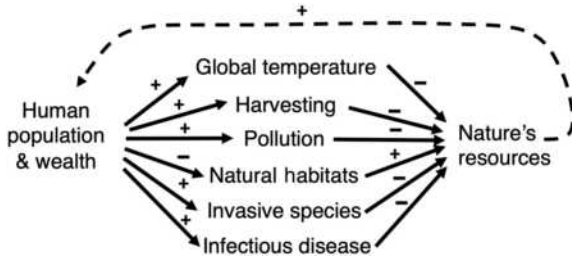 +
Global temperature
Harvesting
Human
population
& wealth
Pollution
Nature's
resources
Natural habitats
Invasive species
Infectious disease
+
+
+
−
+
+
−
−
−
+
−
−